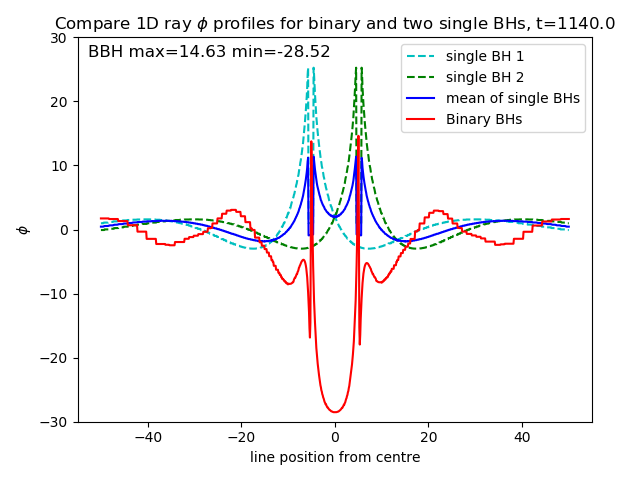 Compare 1D ray ϕ profiles for binary and two single BHs, t=1140.0
BBH max=14.63 min=-28.52
single BH 1
single BH 2
mean of single BHs
Binary BHs
30
20
10
0
−10
−20
−30
ϕ
−40
−20
0
20
40
line position from centre